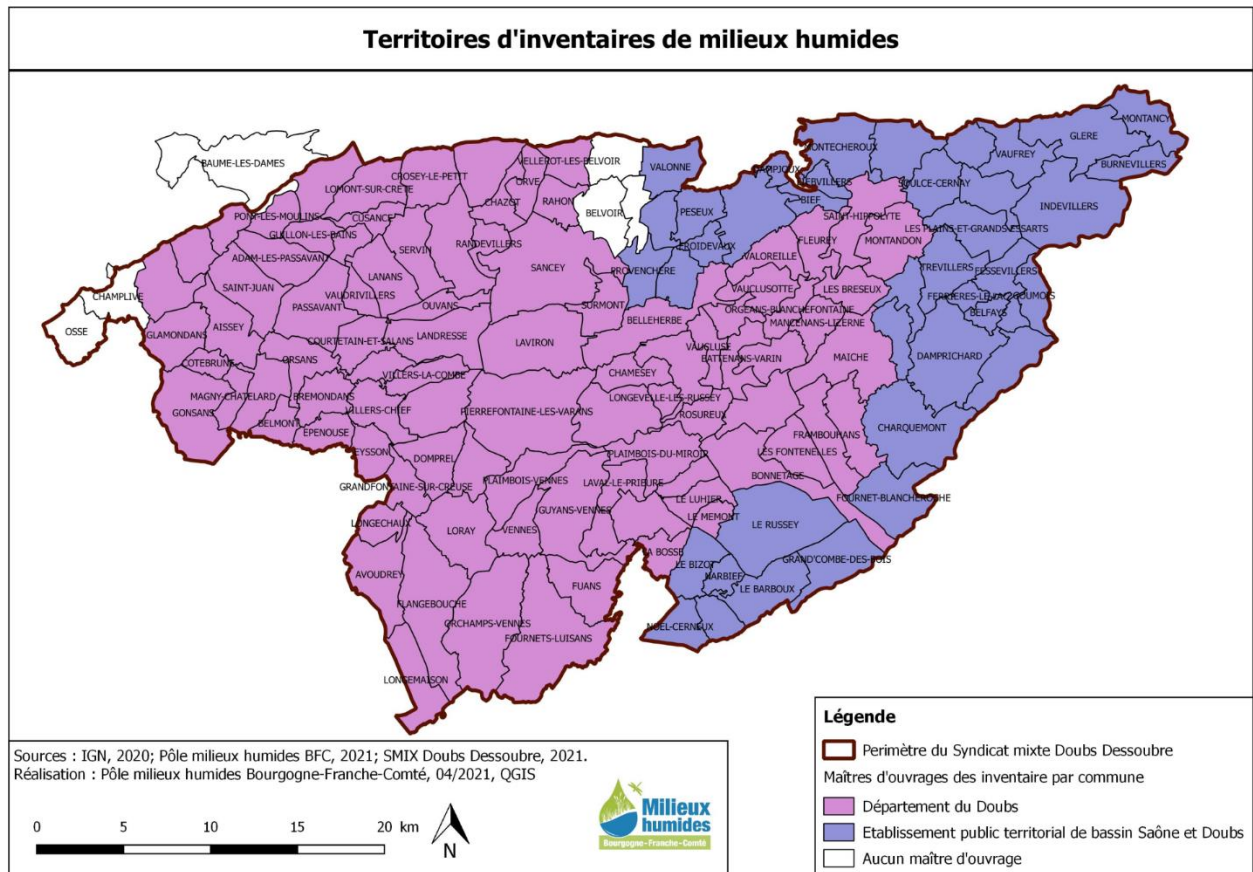 Territoires d'inventaires de milieux humides
MONTANCY
GLERE
BURNEVILLERS
VAUFREY
MONTECHEROUX
SOULCE-CERNAY
INDEVILLERS
BAUME-LES-DAMES
VELLEROT-LES-BELVOIR
VALONNE
CROSEY-LE-PETIT
ORVE
LOMONT-SUR-CRETE
CHAZOT
RAHON
BELVOIR
PESEUX
BIEF
SAINT-HIPPOLYTE
PONT-LES-MOULINS
CUSANCE
GUILLON-LES-BAINS
SERVIN
RANDEVILLERS
FROIDEVAUX
FLEUREY
MONTANDON
LES PLAINS-ET-GRANDS-ESSARTS
ADAM-LES-PASSAVANT
VALOREILLE
TREVILLERS
FESSEVILLERS
SANCEY
PROVENCHERE
LANANS
SAINT-JUAN
VAUCLUSOTTE
LES BRESEUX
FERRIERES-LE-LAC
GOUMOIS
CHAMPLIVE
VAUDRIVILLERS
PASSAVANT
OUVANS
SURMONT
ORGEANS-BLANCHEFONTAINE
BELFAYS
BELLEHERBE
MANCENANS-LIZERNE
OSSE
GLAMONDANS
AISSEY
COURTETAIN-ET-SALANS
LANDRESSE
LAVIRON
VAUCLUSE
BATTENANS-VARIN
MAICHE
DAMPRICHARD
COTEBRUNE
ORSANS
VILLERS-LA-COMBE
CHAMESEY
MAGNY-CHATELARD
BREMONDANS
LONGEVELLE-LES-RUSSEY
GONSANS
VILLERS-CHIEF
PIERREFONTAINE-LES-VARANS
ROSUREUX
BELMONT
EPENOUSE
CHARQUEMONT
FRAMBOUHANS
EYSSON
DOMPREL
PLAIMBOIS-DU-MIROIR
LES FONTENELLES
BONNETAGE
GRANDFONTAINE-SUR-CREUSE
PLAIMBOIS-VENNES
LAVAL-LE-PRIEURE
LE LUHIER
FOURNET-BLANCHEROCHE
GUYANS-VENNES
LE MEMONT
LONGECHAUX
LORAY
VENNES
LE RUSSEY
LA BOSSE
GRAND'COMBE-DES-BOIS
LE BIZOT
AVOUDREY
NARBIEF
FUANS
LE BARBOUX
FLANGEBOUCHE
ORCHAMPS-VENNES
NOEL-CERNEUX
FOURNETS-LUISANS
LONGEMAISON
Sources : IGN, 2020; Pôle milieux humides BFC, 2021; SMIX Doubs Dessoubre, 2021.
Réalisation : Pôle milieux humides Bourgogne-Franche-Comté, 04/2021, QGIS
0 5 10 15 20 km
N
Milieux
humides
Bourgogne-Franche-Comté
Légende
Perimètre du Syndicat mixte Doubs Dessoubre
Maîtres d'ouvrages des inventaire par commune
Département du Doubs
Etablissement public territorial de bassin Saône et Doubs
Aucun maître d'ouvrage